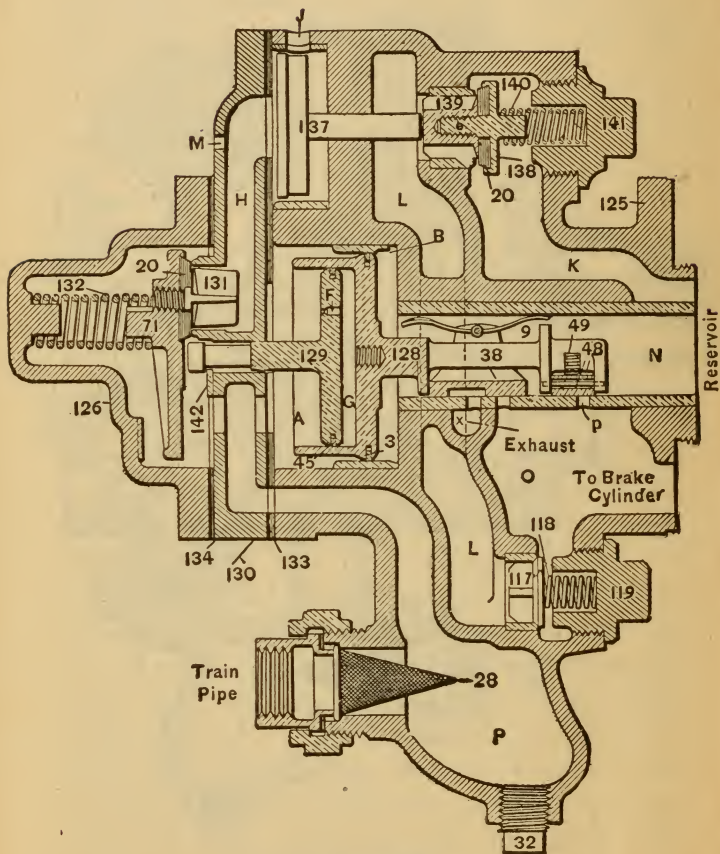 J
137
139
140
141
e
M
138
20
125
H
L
B
K
20
132
131
71
49
9
48
Reservoir
129
128
38
N
126
142
A
G
3
X
p
45
Exhaust
O
To Brake
Cylinder
118
L
117
119
134
130
133
Train
Pipe
28
P
32